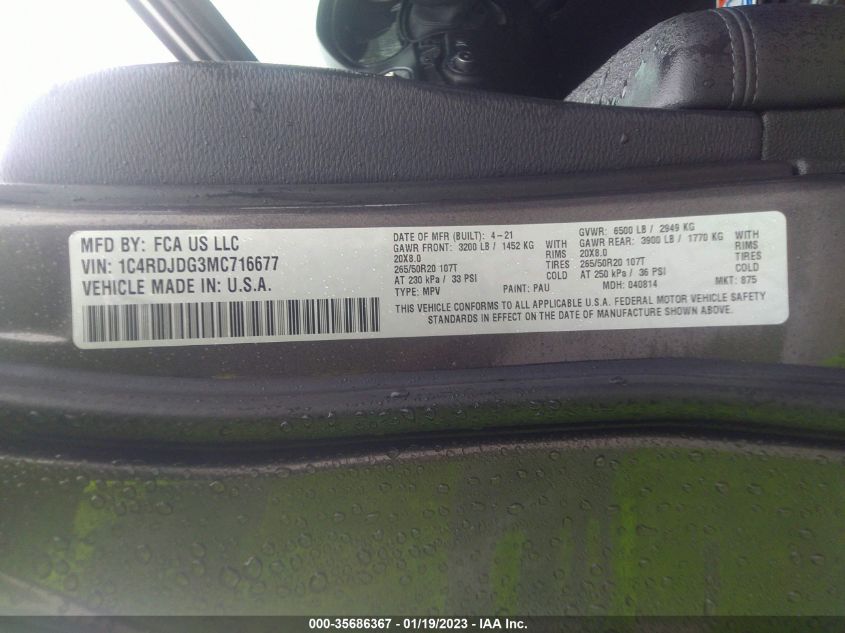 MFD BY: FCA US LLC
VIN: 1C4RDJDG3MC716677
VEHICLE MADE IN: U.S.A.
DATE OF MFR (BUILT): 4-21
GAWR FRONT: 3200 LB / 1452 KG WITH
20X8.0 RIMS
265/50R20 107T TIRES
AT 230 kPa / 33 PSI COLD
TYPE: MPV PAINT: PAU
GVWR: 6500 LB / 2949 KG
GAWR REAR: 3900 LB / 1770 KG WITH
20X8.0 RIMS
265/50R20 107T TIRES
AT 250 kPa / 36 PSI COLD
MDH: 040814 MKT: 875
THIS VEHICLE CONFORMS TO ALL APPLICABLE U.S.A. FEDERAL MOTOR VEHICLE SAFETY
STANDARDS IN EFFECT ON THE DATE OF MANUFACTURE SHOWN ABOVE.
000-35686367 - 01/19/2023 - IAA Inc.